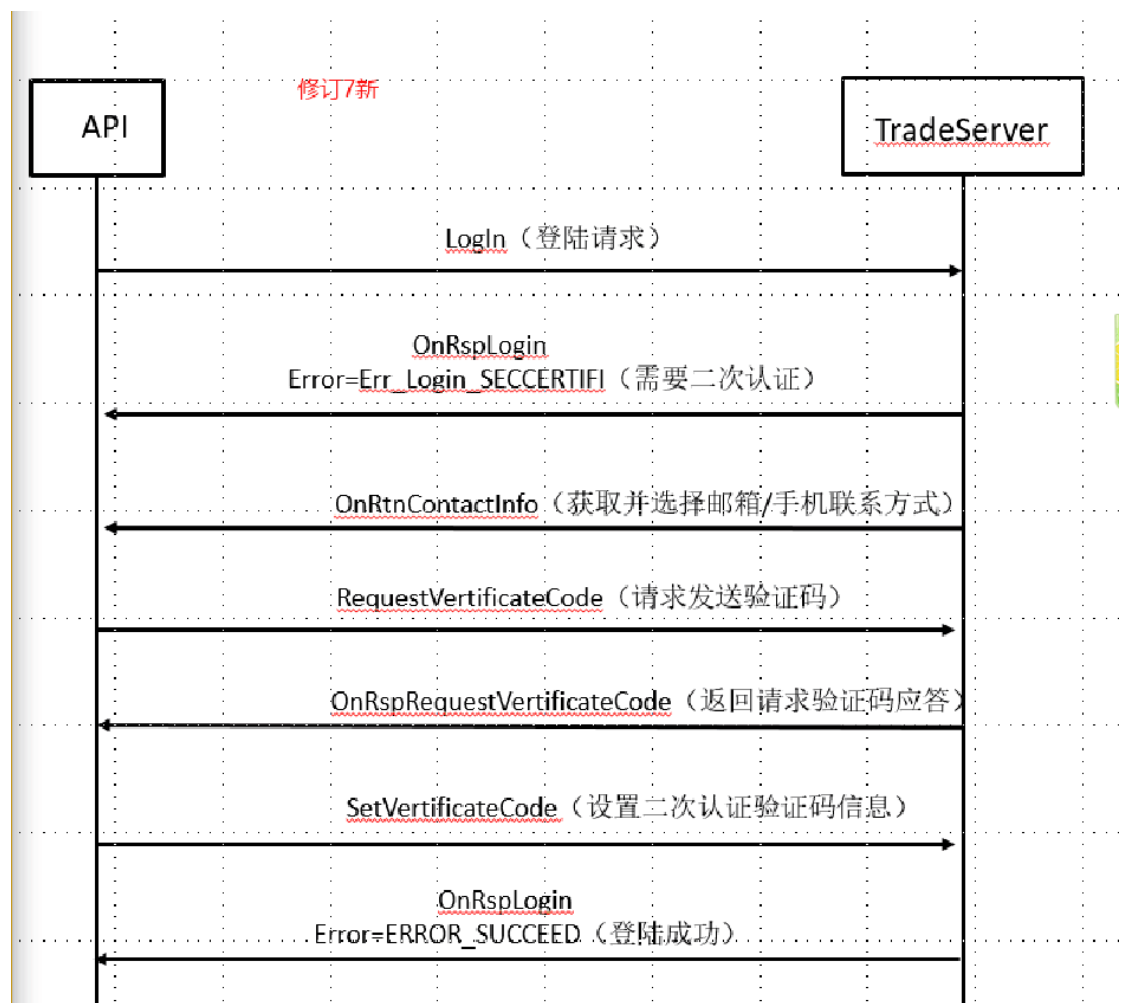 修订7新
API
TradeServer
LogIn（登陆请求）
OnRspLogin
Error=Err_Login_SECCERTIFI（需要二次认证）
OnRtnContactInfo（获取并选择邮箱/手机联系方式）
RequestVertificateCode（请求发送验证码）
OnRspRequestVertificateCode（返回请求验证码应答）
SetVertificateCode（设置二次认证验证码信息）
OnRspLogin
Error=ERROR_SUCCEED（登陆成功）